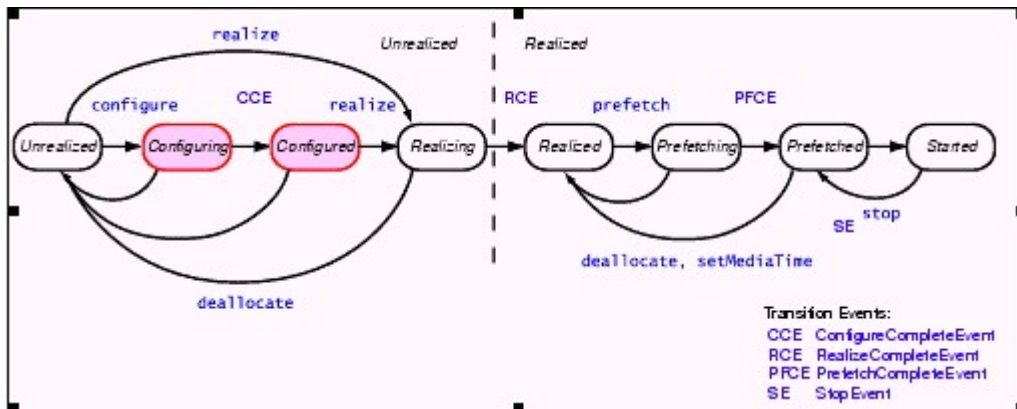 realize
Unrealized
Realized
configure
CCE
realize
RCE
prefetch
PFCE
Unrealized
Configuring
Configured
Realizing
Realized
Prefetching
Prefetched
Started
stop
SE
deallocate, setMediaTime
deallocate
Transition Events:
CCE ConfigureCompleteEvent
RCE RealizeCompleteEvent
PFCE PrefetchCompleteEvent
SE StopEvent